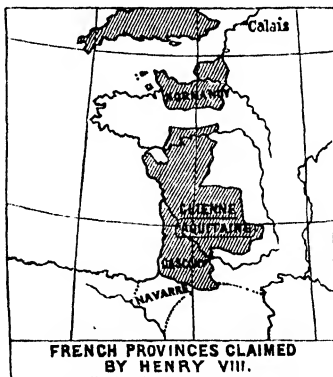 Calais
NORMANDY
GUIENNE
AQUITAINE
GASCONY
NAVARRE
FRENCH PROVINCES CLAIMED
BY HENRY VIII.